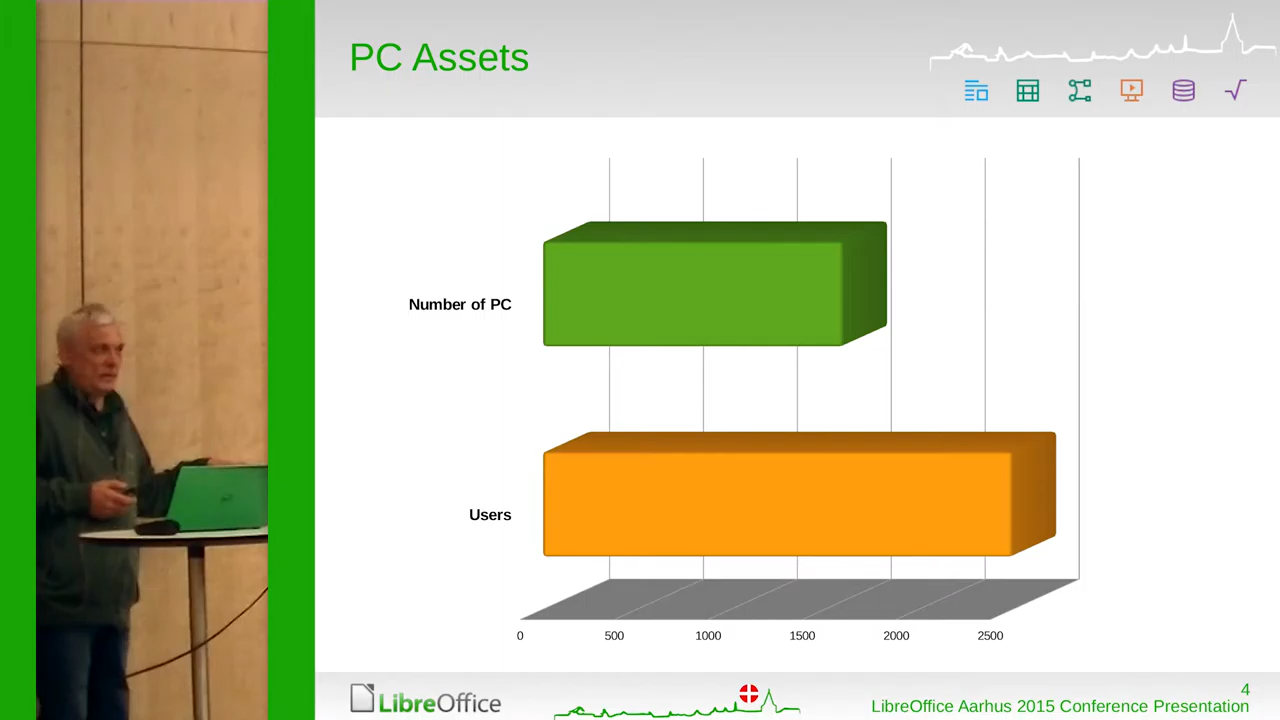 PC Assets
Number of PC
Users
0 500 1000 1500 2000 2500
LibreOffice
4
LibreOffice Aarhus 2015 Conference Presentation